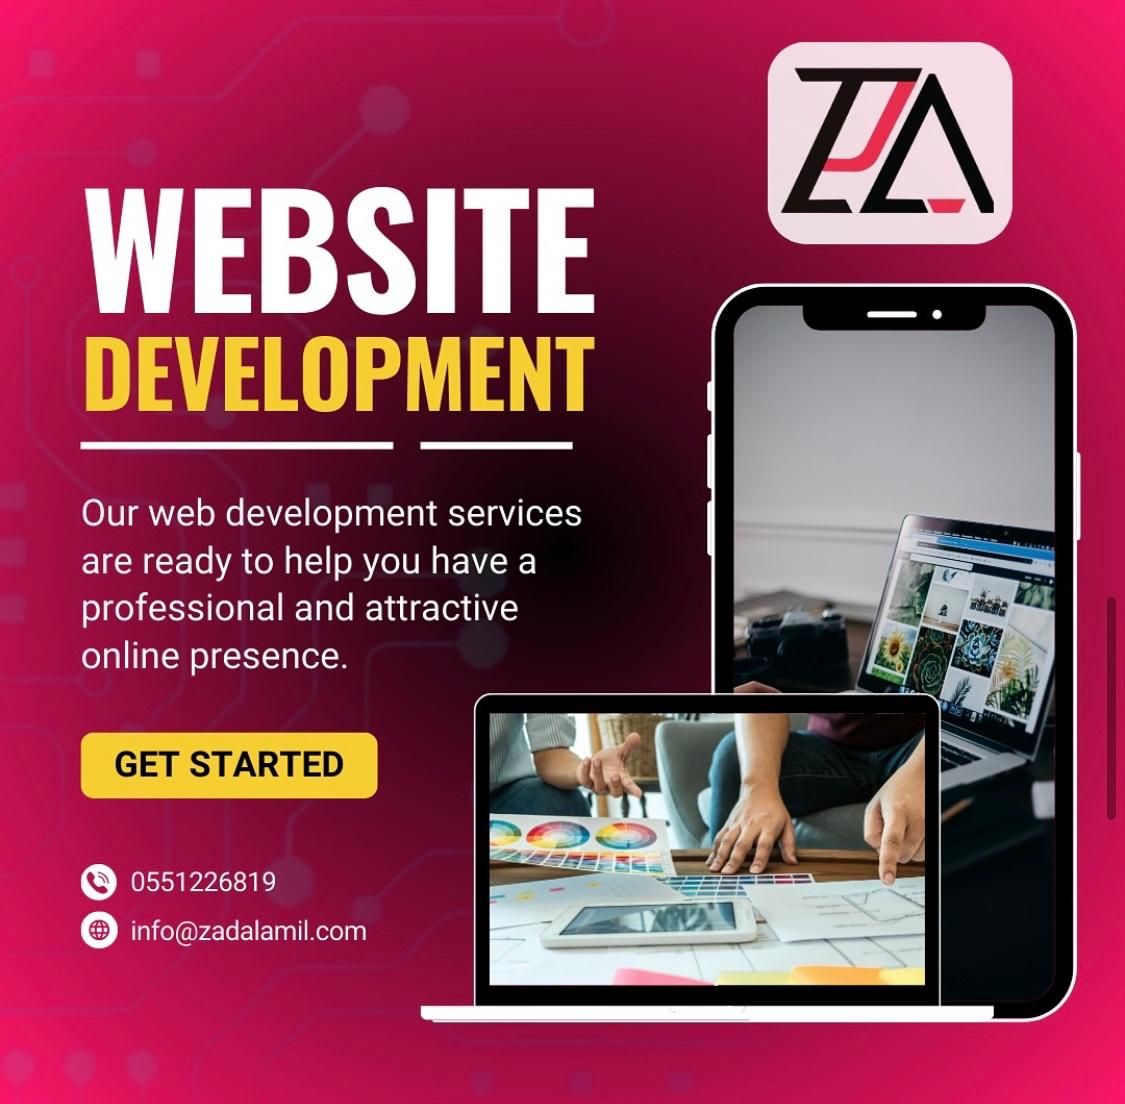 WEBSITE
DEVELOPMENT
Our web development services
are ready to help you have a
professional and attractive
online presence.
GET STARTED
0551226819
info@zadalamil.com